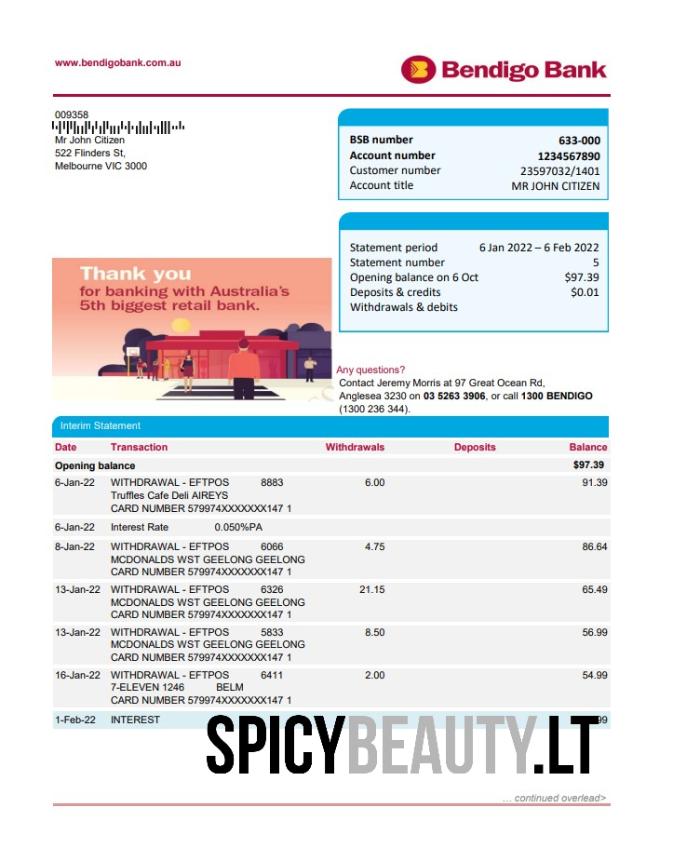 www.bendigobank.com.au
Bendigo Bank
009358
Mr John Citizen
522 Flinders St,
Melbourne VIC 3000
BSB number 633-000
Account number 1234567890
Customer number 23597032/1401
Account title MR JOHN CITIZEN
Statement period 6 Jan 2022 – 6 Feb 2022
Statement number 5
Opening balance on 6 Oct $97.39
Deposits & credits $0.01
Withdrawals & debits
Thank you
for banking with Australia's
5th biggest retail bank.
Any questions?
Contact Jeremy Morris at 97 Great Ocean Rd,
Anglesea 3230 on 03 5263 3906, or call 1300 BENDIGO
(1300 236 344).
Interim Statement
Date Transaction Withdrawals Deposits Balance
Opening balance $97.39
6-Jan-22 WITHDRAWAL - EFTPOS 8883 6.00 91.39
Truffles Cafe Deli AIREYS
CARD NUMBER 579974XXXXXXX147 1
6-Jan-22 Interest Rate 0.050%PA
8-Jan-22 WITHDRAWAL - EFTPOS 6066 4.75 86.64
MCDONALDS WST GEELONG GEELONG
CARD NUMBER 579974XXXXXXX147 1
13-Jan-22 WITHDRAWAL - EFTPOS 6326 21.15 65.49
MCDONALDS WST GEELONG GEELONG
CARD NUMBER 579974XXXXXXX147 1
13-Jan-22 WITHDRAWAL - EFTPOS 5833 8.50 56.99
MCDONALDS WST GEELONG GEELONG
CARD NUMBER 579974XXXXXXX147 1
16-Jan-22 WITHDRAWAL - EFTPOS 6411 2.00 54.99
7-ELEVEN 1246 BELM
CARD NUMBER 579974XXXXXXX147 1
1-Feb-22 INTEREST
SPICYBEAUTY.LT
... continued overlead>